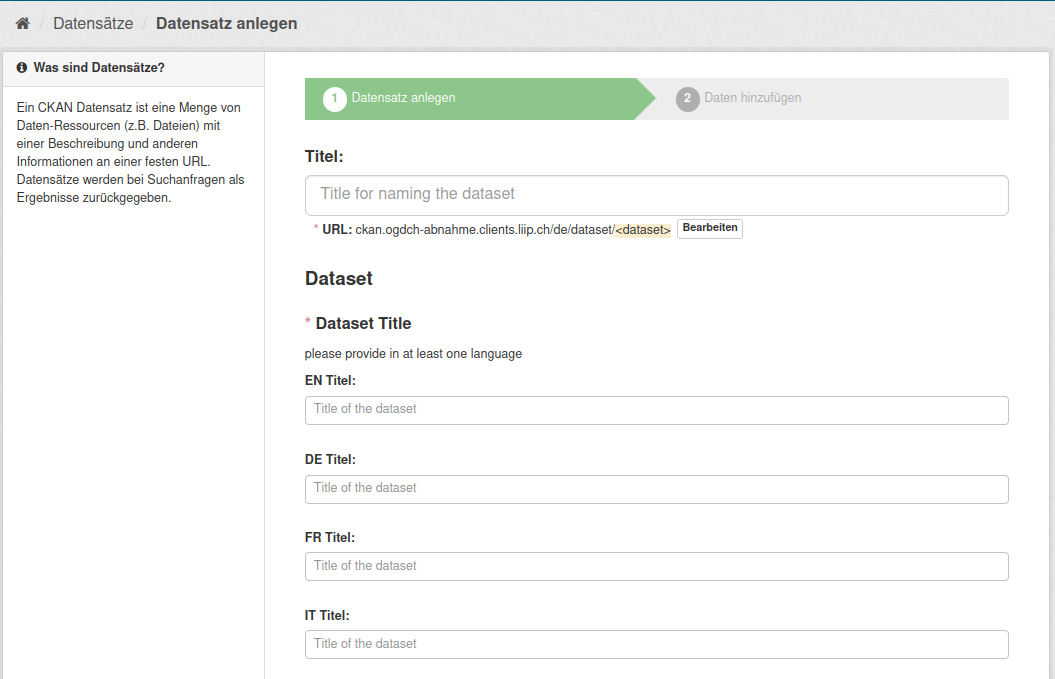 / Datensätze / Datensatz anlegen
Was sind Datensätze?
Ein CKAN Datensatz ist eine Menge von
Daten-Ressourcen (z.B. Dateien) mit
einer Beschreibung und anderen
Informationen an einer festen URL.
Datensätze werden bei Suchanfragen als
Ergebnisse zurückgegeben.
1 Datensatz anlegen
2 Daten hinzufügen
Titel:
Title for naming the dataset
* URL: ckan.ogdch-abnahme.clients.liip.ch/de/dataset/<dataset> Bearbeiten
Dataset
* Dataset Title
please provide in at least one language
EN Titel:
Title of the dataset
DE Titel:
Title of the dataset
FR Titel:
Title of the dataset
IT Titel:
Title of the dataset